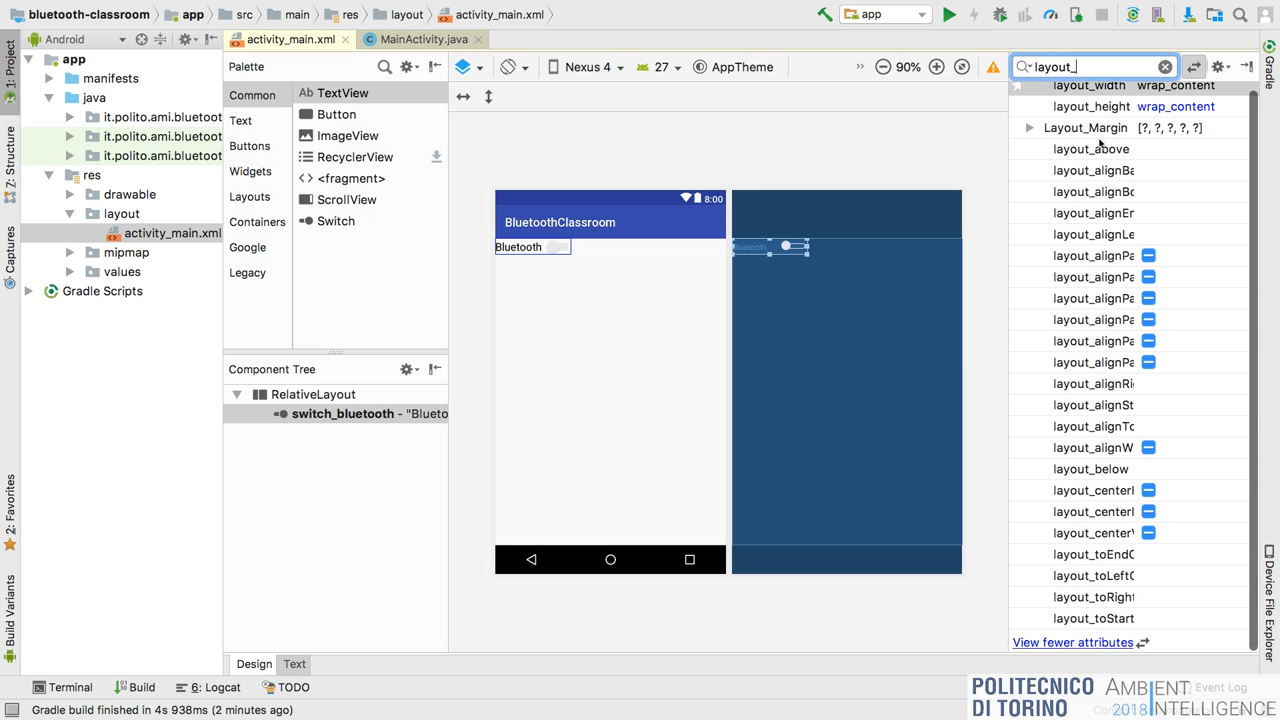 bluetooth-classroom
app
src
main
res
layout
activity_main.xml
app
Android
activity_main.xml
MainActivity.java
1: Project
Z: Structure
Captures
2: Favorites
Build Variants
app
manifests
java
it.polito.ami.bluetoot
it.polito.ami.bluetoot
it.polito.ami.bluetoot
res
drawable
layout
activity_main.xml
mipmap
values
Gradle Scripts
Palette
Common
Text
Buttons
Widgets
Layouts
Containers
Google
Legacy
Ab TextView
Button
ImageView
RecyclerView
<fragment>
ScrollView
Switch
Component Tree
RelativeLayout
switch_bluetooth - "Blueto
Design
Text
Nexus 4
27
AppTheme
90%
8:00
BluetoothClassroom
Bluetooth
Bluetooth
layout_
layout_width wrap_content
layout_height wrap_content
Layout_Margin [?, ?, ?, ?, ?]
layout_above
layout_alignBa
layout_alignBo
layout_alignEn
layout_alignLe
layout_alignPa
layout_alignPa
layout_alignPa
layout_alignPa
layout_alignPa
layout_alignPa
layout_alignRi
layout_alignSt
layout_alignTo
layout_alignW
layout_below
layout_centerI
layout_centerI
layout_center
layout_toEnd
layout_toLeft
layout_toRight
layout_toStart
View fewer attributes
Gradle
Device File Explorer
Terminal
Build
6: Logcat
TODO
Event Log
Gradle build finished in 4s 938ms (2 minutes ago)
POLITECNICO
DI TORINO
AMBIENT
2018 INTELLIGENCE